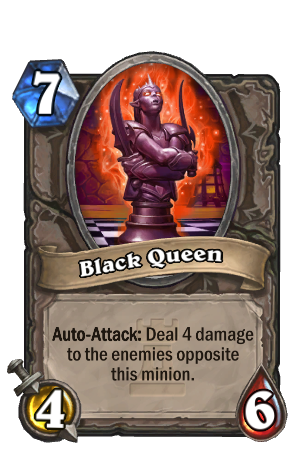 7
Black Queen
Auto-Attack: Deal 4 damage
to the enemies opposite
this minion.
4
6